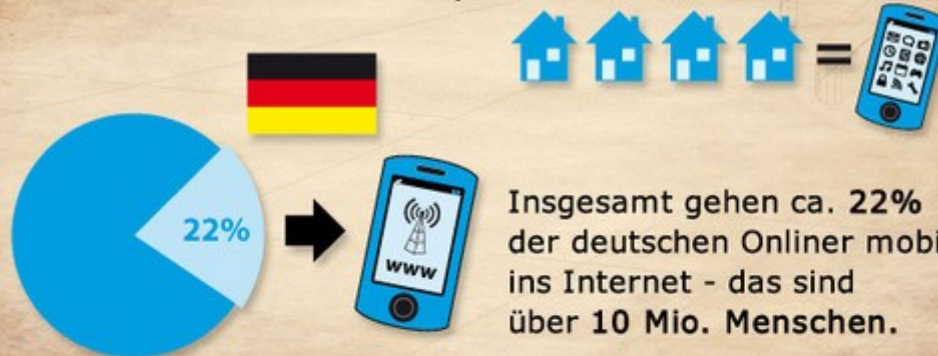 22%
www
Insgesamt gehen ca. 22%
der deutschen Onliner mobi
ins Internet - das sind
über 10 Mio. Menschen.